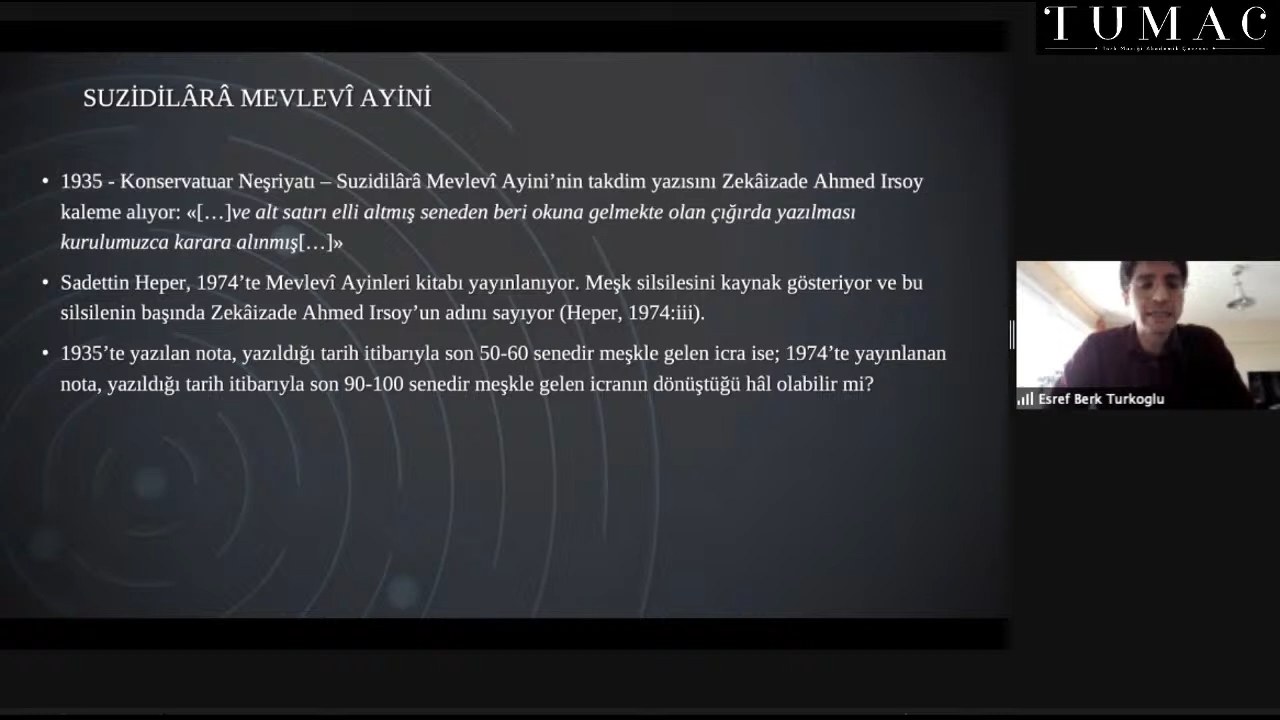 TUMAC
Türk Müziği Akademik Çevresi
SUZİDİLÂRÂ MEVLEVÎ AYİNİ
• 1935 - Konservatuar Neşriyatı – Suzidilârâ Mevlevî Ayini’nin takdim yazısını Zekâizade Ahmed Irsoy
kaleme alıyor: «[…]ve alt satırı elli altmış seneden beri okuna gelmekte olan çığırda yazılması
kurulumuzca karara alınmış[…]»
• Sadettin Heper, 1974’te Mevlevî Ayinleri kitabı yayınlanıyor. Meşk silsilesini kaynak gösteriyor ve bu
silsilenin başında Zekâizade Ahmed Irsoy’un adını sayıyor (Heper, 1974:iii).
• 1935’te yazılan nota, yazıldığı tarih itibarıyla son 50-60 senedir meşkle gelen icra ise; 1974’te yayınlanan
nota, yazıldığı tarih itibarıyla son 90-100 senedir meşkle gelen icranın dönüştüğü hâl olabilir mi?
Esref Berk Turkoglu